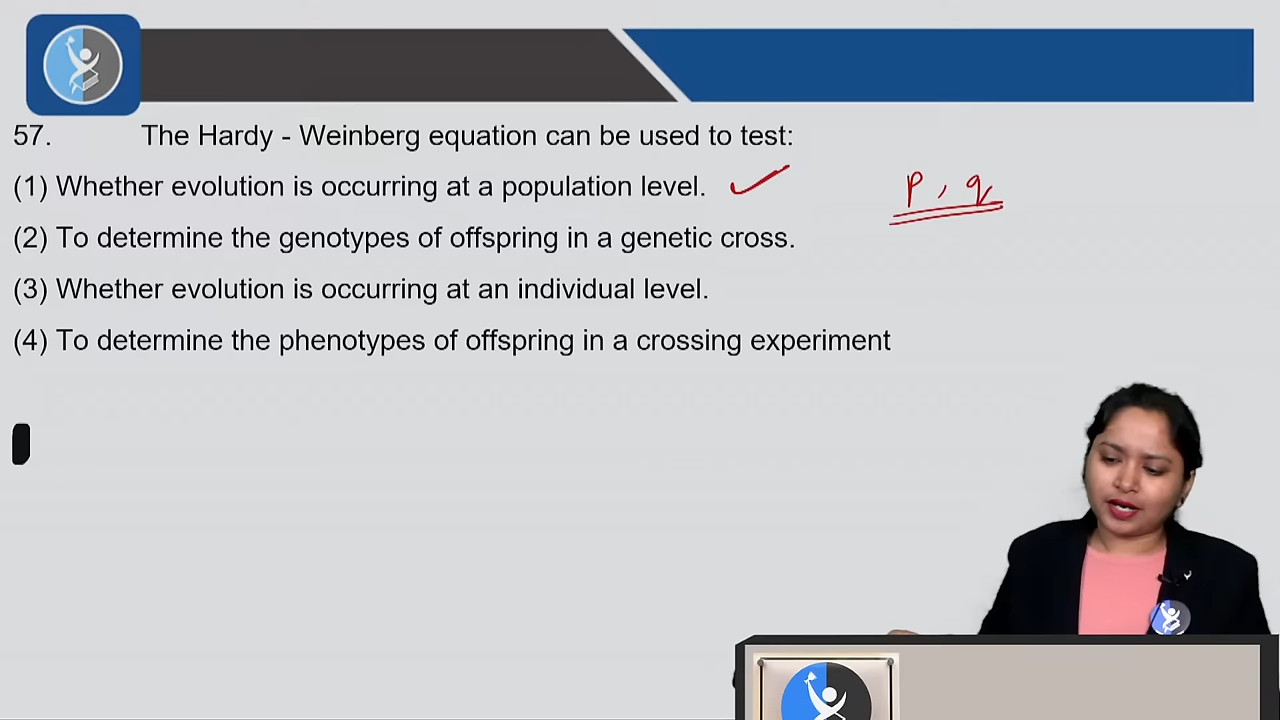 57. The Hardy - Weinberg equation can be used to test:
(1) Whether evolution is occurring at a population level.
p, q
(2) To determine the genotypes of offspring in a genetic cross.
(3) Whether evolution is occurring at an individual level.
(4) To determine the phenotypes of offspring in a crossing experiment